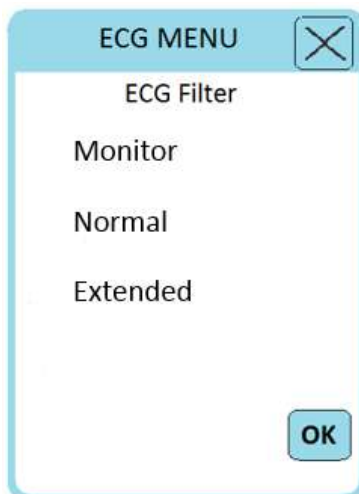 ECG MENU
ECG Filter
Monitor
Normal
Extended
OK